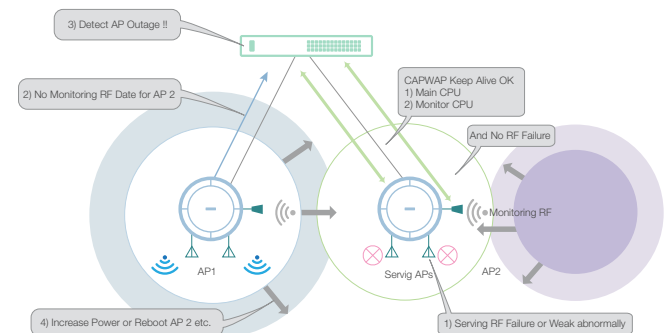 3) Detect AP Outage !!
CAPWAP Keep Alive OK
1) Main CPU
2) Monitor CPU
2) No Monitoring RF Date for AP 2
And No RF Failure
Monitoring RF
AP1
Servig APs
AP2
4) Increase Power or Reboot AP 2 etc.
1) Serving RF Failure or Weak abnormally